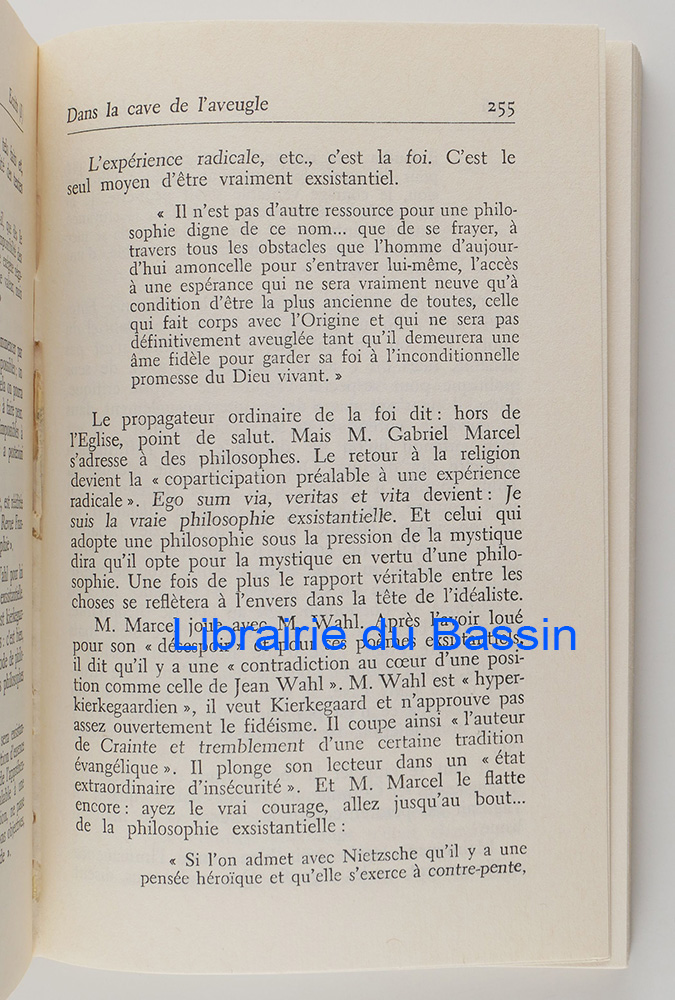 Dans la cave de l'aveugle 255
L'expérience radicale, etc., c'est la foi. C'est le
seul moyen d'être vraiment exsistantiel.
« Il n'est pas d'autre ressource pour une philo-
sophie digne de ce nom... que de se frayer, à
travers tous les obstacles que l'homme d'aujour-
d'hui amoncelle pour s'entraver lui-même, l'accès
à une espérance qui ne sera vraiment neuve qu'à
condition d'être la plus ancienne de toutes, celle
qui fait corps avec l'Origine et qui ne sera pas
définitivement aveuglée tant qu'il demeurera une
âme fidèle pour garder sa foi à l'inconditionnelle
promesse du Dieu vivant. »
Le propagateur ordinaire de la foi dit : hors de
l'Eglise, point de salut. Mais M. Gabriel Marcel
s'adresse à des philosophes. Le retour à la religion
devient la « coparticipation préalable à une expérience
radicale ». Ego sum via, veritas et vita devient : Je
suis la vraie philosophie exsistantielle. Et celui qui
adopte une philosophie sous la pression de la mystique
dira qu'il opte pour la mystique en vertu d'une philo-
sophie. Une fois de plus le rapport véritable entre les
choses se reflètera à l'envers dans la tête de l'idéaliste.
M. Marcel joue avec M. Wahl. Après l'avoir loué
Librairie du Bassin
pour son « désespoir » et pour ses poèmes exsistantiels,
il dit qu'il y a une « contradiction au cœur d'une posi-
tion comme celle de Jean Wahl ». M. Wahl est « hyper-
kierkegaardien », il veut Kierkegaard et n'approuve pas
assez ouvertement le fidéisme. Il coupe ainsi « l'auteur
de Crainte et tremblement d'une certaine tradition
évangélique ». Il plonge son lecteur dans un « état
extraordinaire d'insécurité ». Et M. Marcel le flatte
encore : ayez le vrai courage, allez jusqu'au bout...
de la philosophie exsistantielle :
« Si l'on admet avec Nietzsche qu'il y a une
pensée héroïque et qu'elle s'exerce à contre-pente,